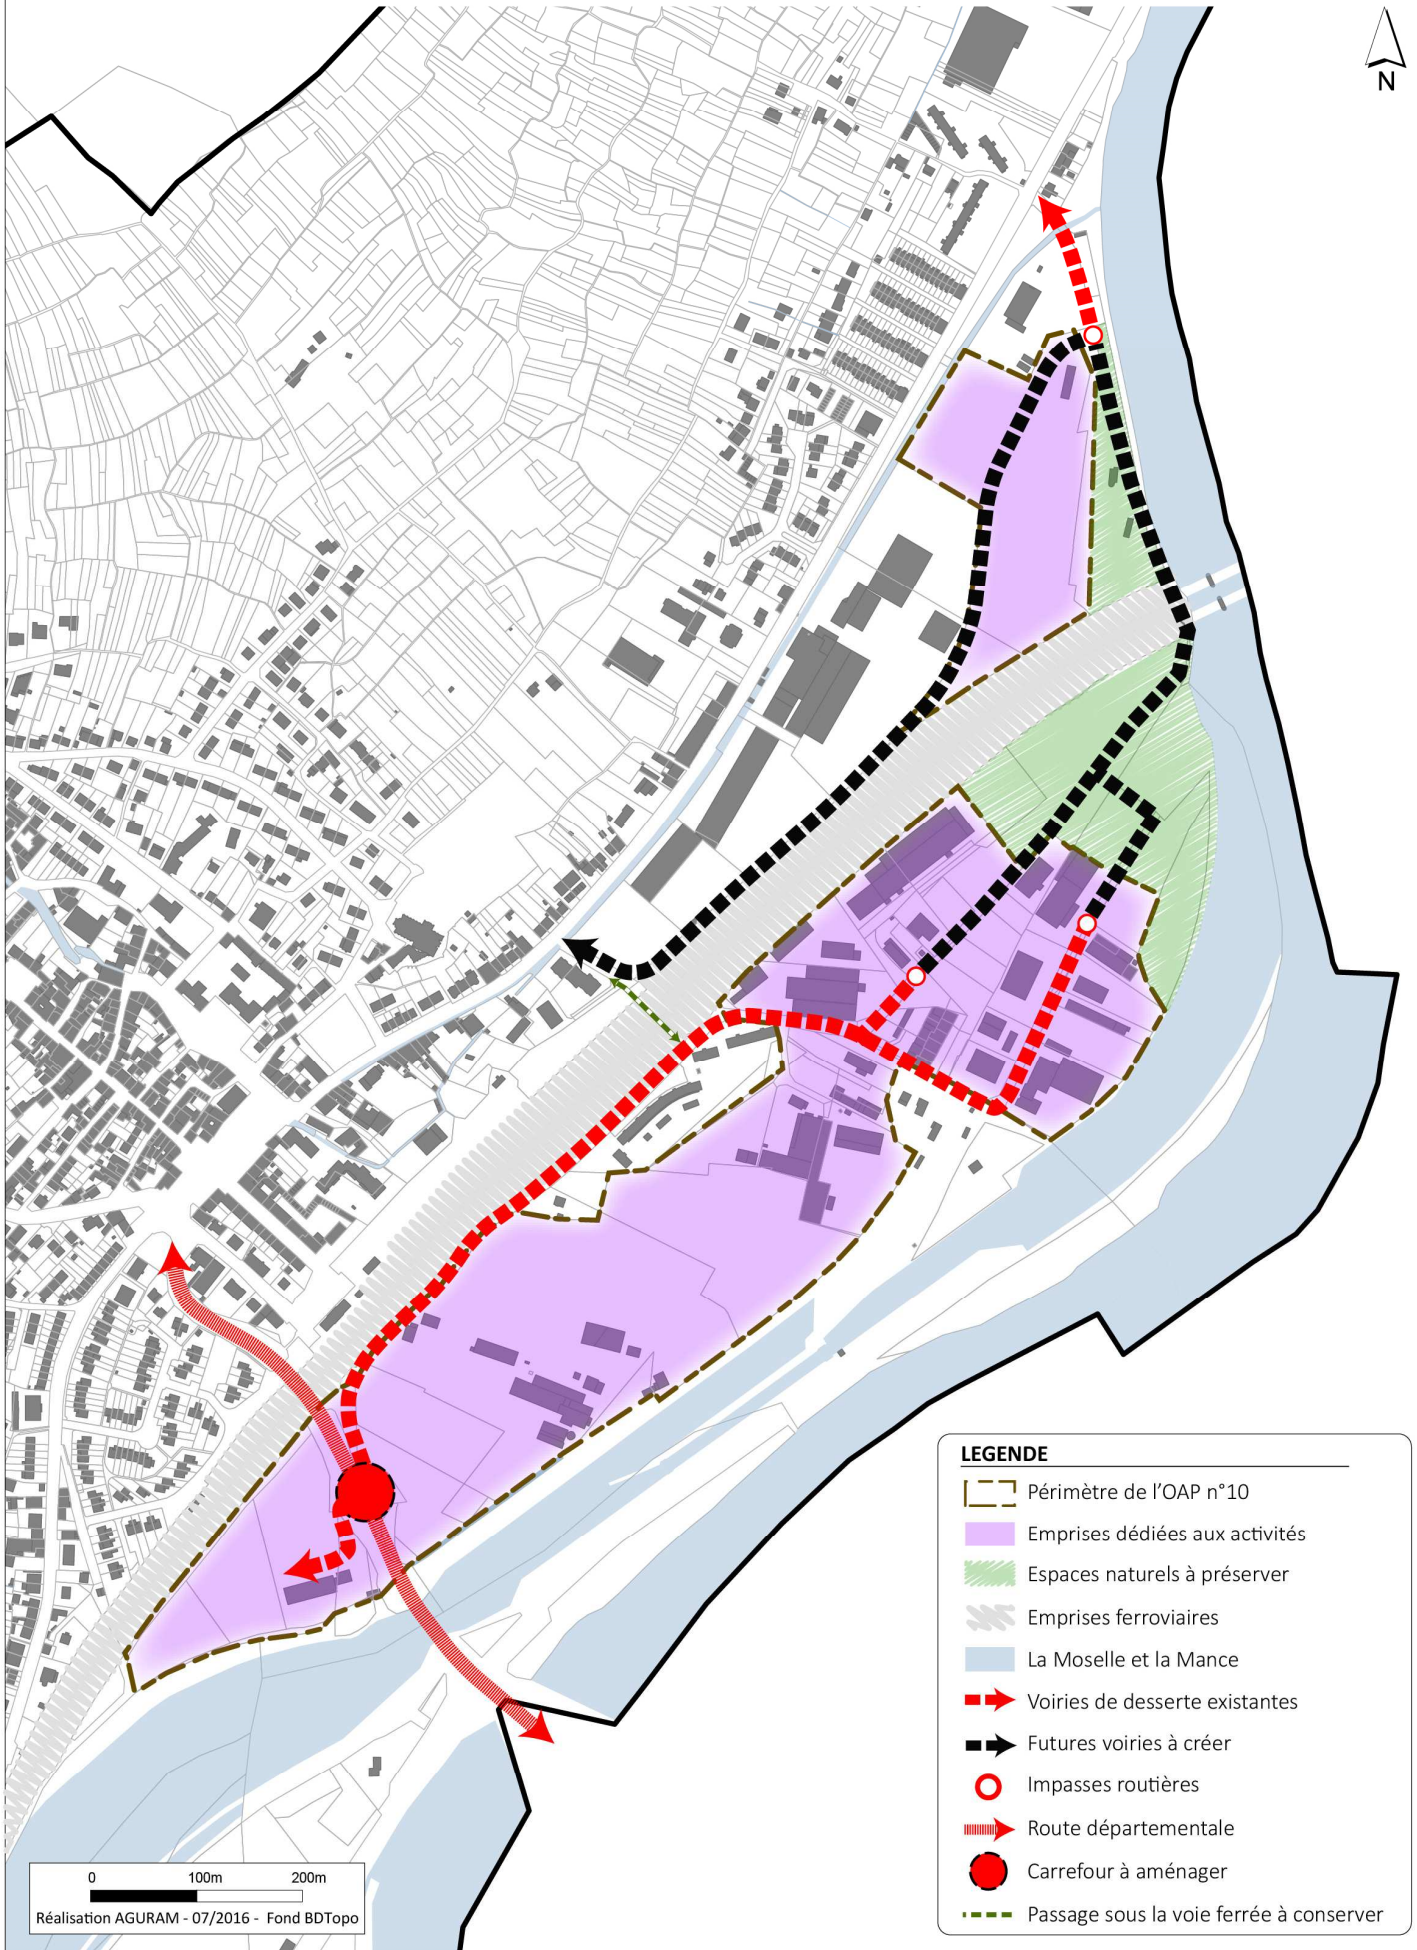 N
LEGENDE
Périmètre de l'OAP n°10
Emprises dédiées aux activités
Espaces naturels à préserver
Emprises ferroviaires
La Moselle et la Mance
Voiries de desserte existantes
Futures voiries à créer
Impasses routières
Route départementale
Carrefour à aménager
Passage sous la voie ferrée à conserver
0 100m 200m
Réalisation AGURAM - 07/2016 - Fond BDTopo